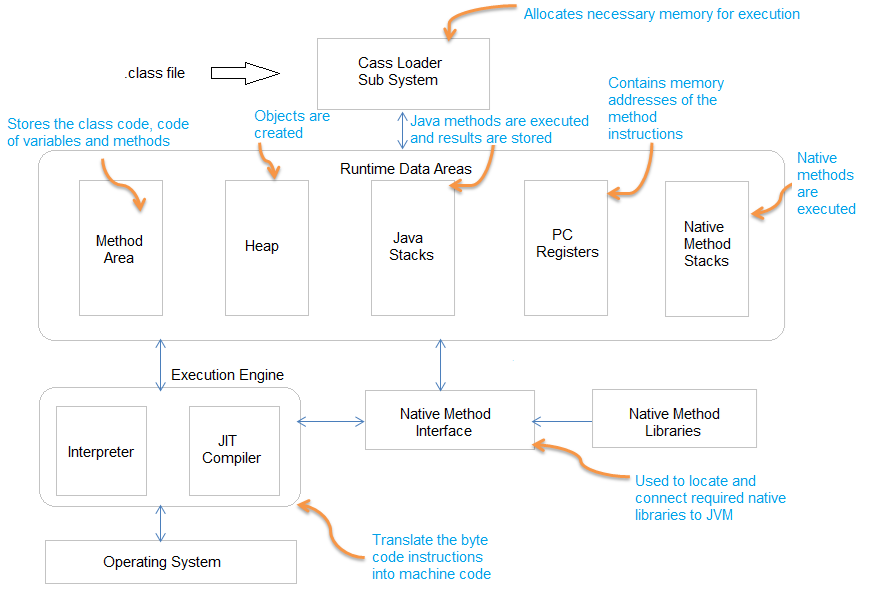 Allocates necessary memory for execution
.class file
Cass Loader
Sub System
Contains memory
addresses of the
method
instructions
Stores the class code, code
of variables and methods
Objects are
created
Java methods are executed
and results are stored
Native
methods
are
executed
Runtime Data Areas
Method
Area
Heap
Java
Stacks
PC
Registers
Native
Method
Stacks
Execution Engine
Interpreter
JIT
Compiler
Native Method
Interface
Native Method
Libraries
Used to locate and
connect required native
libraries to JVM
Translate the byte
code instructions
into machine code
Operating System